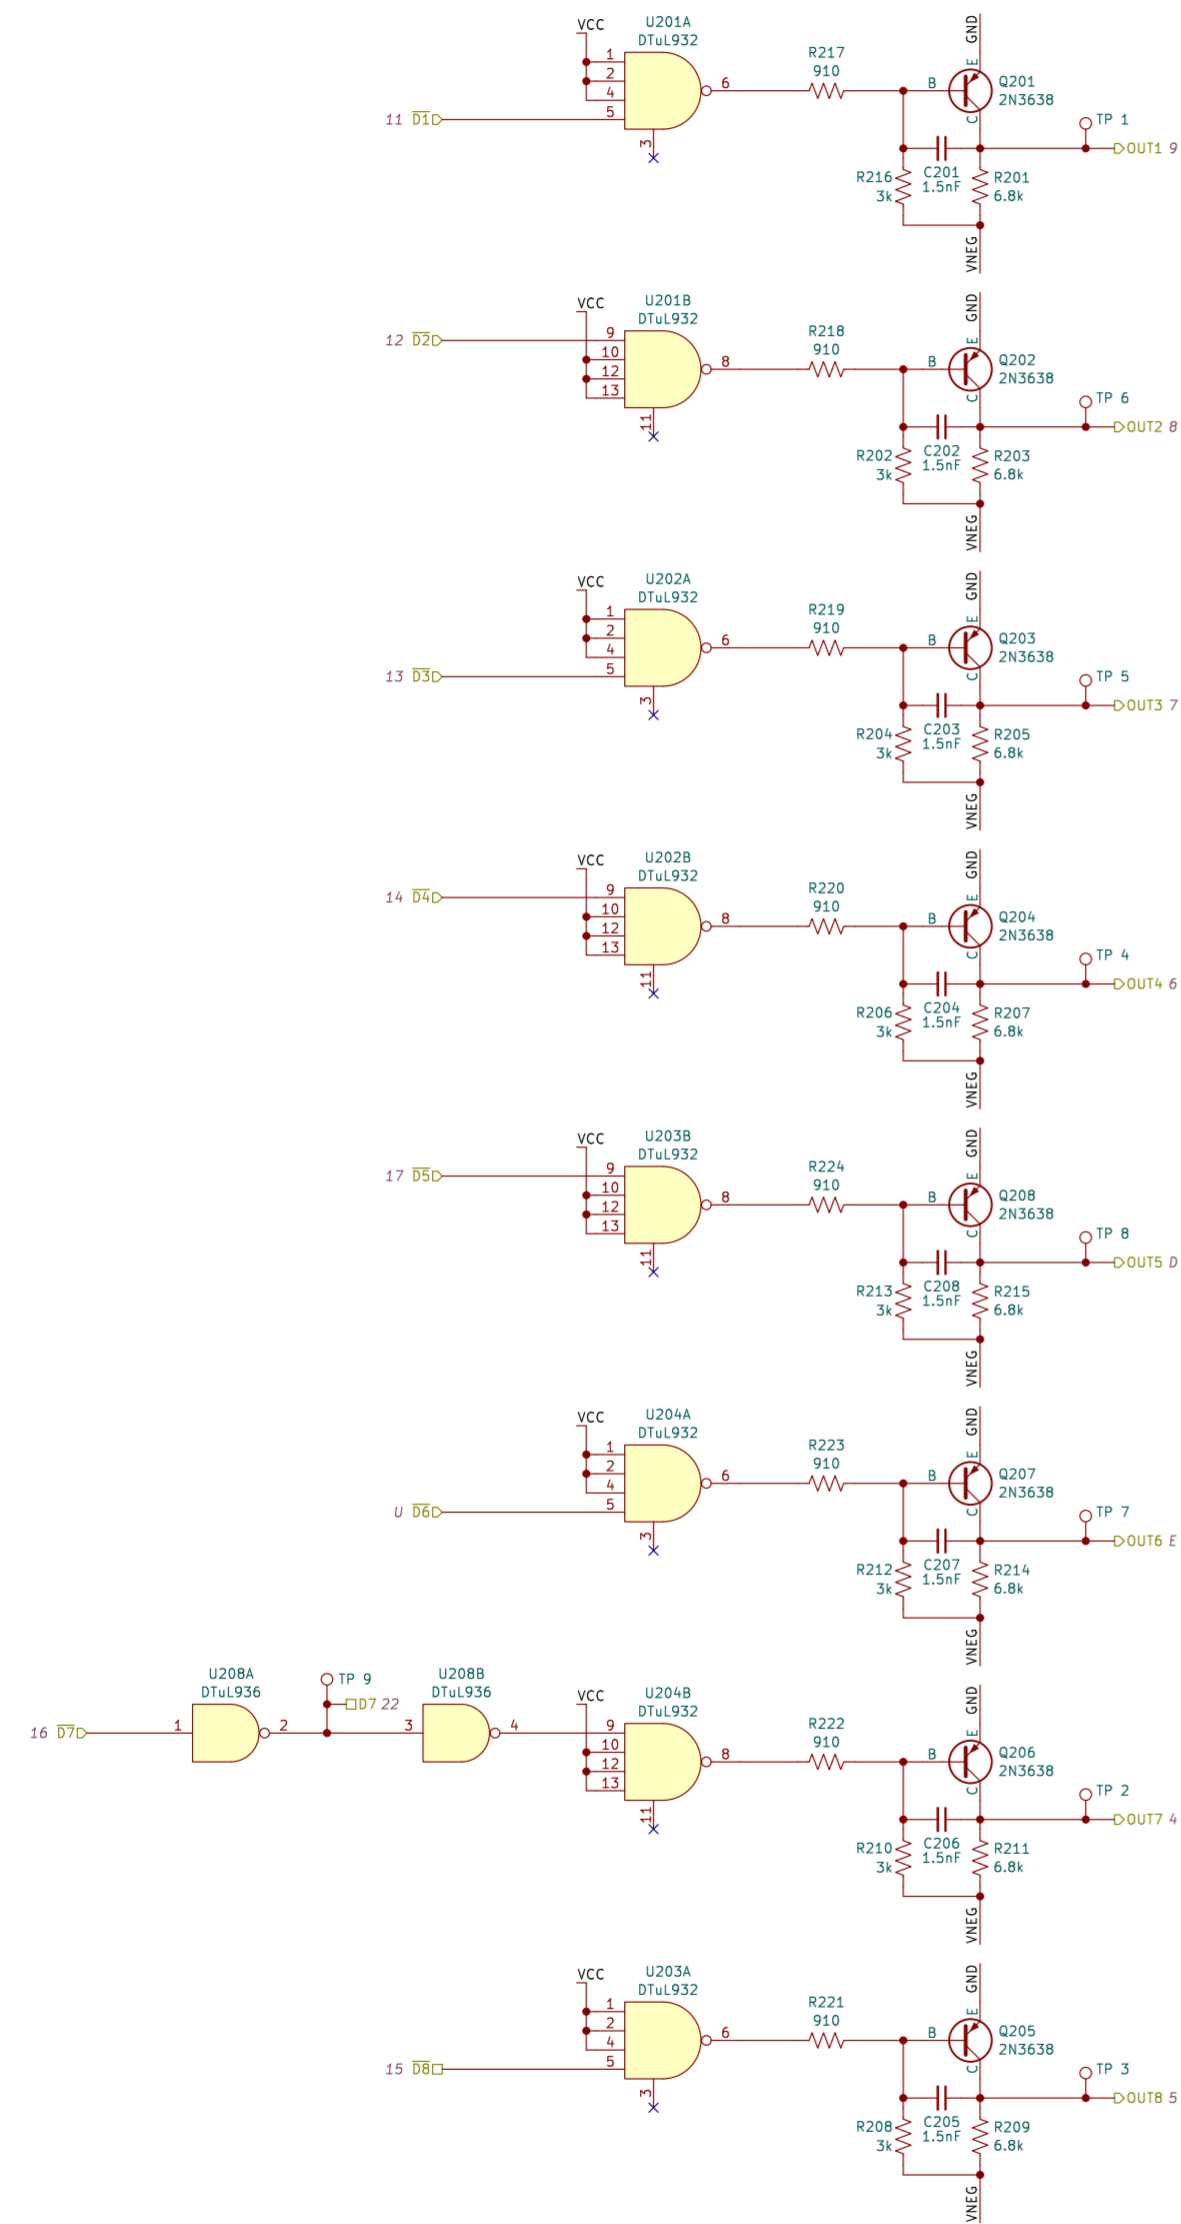 VCC
U201A
DTuL932
1
2
4
5
6
3
11 D1
R217
910
GND
E
B
C
Q201
2N3638
TP 1
OUT1 9
R216
3k
C201
1.5nF
R201
6.8k
VNEG
VCC
U201B
DTuL932
12 D2
9
10
12
13
8
11
R218
910
GND
E
B
C
Q202
2N3638
TP 6
OUT2 8
R202
3k
C202
1.5nF
R203
6.8k
VNEG
VCC
U202A
DTuL932
1
2
4
5
6
3
13 D3
R219
910
GND
E
B
C
Q203
2N3638
TP 5
OUT3 7
R204
3k
C203
1.5nF
R205
6.8k
VNEG
VCC
U202B
DTuL932
14 D4
9
10
12
13
8
11
R220
910
GND
E
B
C
Q204
2N3638
TP 4
OUT4 6
R206
3k
C204
1.5nF
R207
6.8k
VNEG
VCC
U203B
DTuL932
17 D5
9
10
12
13
8
11
R224
910
GND
E
B
C
Q208
2N3638
TP 8
OUT5 D
R213
3k
C208
1.5nF
R215
6.8k
VNEG
VCC
U204A
DTuL932
1
2
4
5
6
3
U D6
R223
910
GND
E
B
C
Q207
2N3638
TP 7
OUT6 E
R212
3k
C207
1.5nF
R214
6.8k
VNEG
U208A
DTuL936
16 D7
1
2
TP 9
D7 22
U208B
DTuL936
3
4
VCC
U204B
DTuL932
9
10
12
13
8
11
R222
910
GND
E
B
C
Q206
2N3638
TP 2
OUT7 4
R210
3k
C206
1.5nF
R211
6.8k
VNEG
VCC
U203A
DTuL932
1
2
4
5
6
3
15 D8
R221
910
GND
E
B
C
Q205
2N3638
TP 3
OUT8 5
R208
3k
C205
1.5nF
R209
6.8k
VNEG